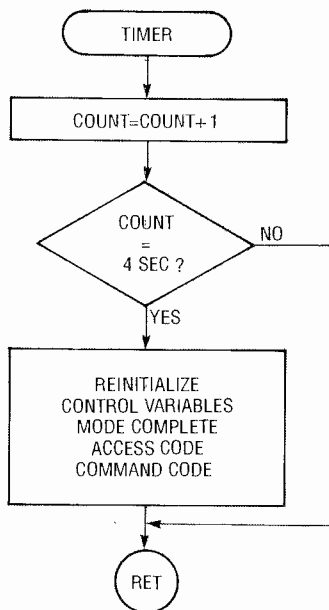 TIMER
COUNT=COUNT+1
COUNT
=
4 SEC ?
NO
YES
REINITIALIZE
CONTROL VARIABLES
MODE COMPLETE
ACCESS CODE
COMMAND CODE
RET